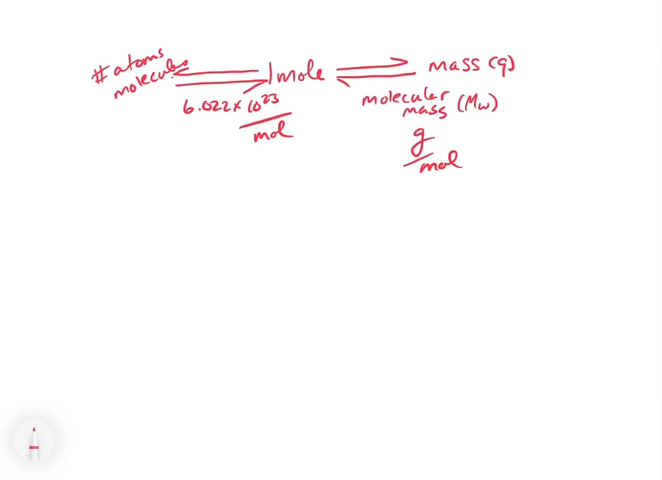 # atoms
molecules
1 mole
mass (g)
6.022 x 10^23
mol
molecular
mass (Mw)
g
mol